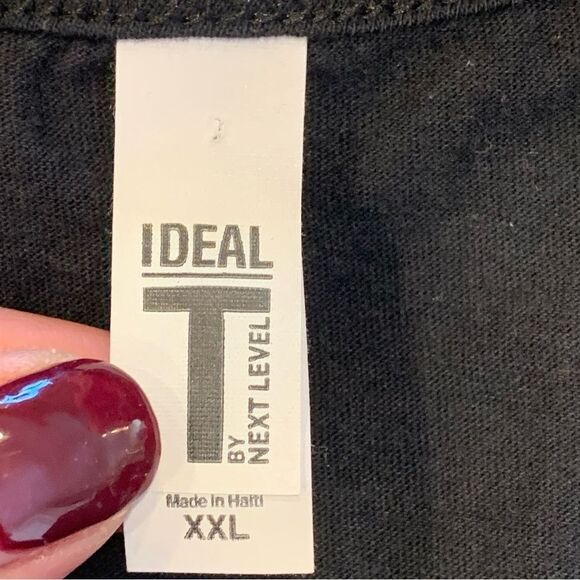 IDEAL
T
BY
NEXT LEVEL
Made in Haiti
XXL